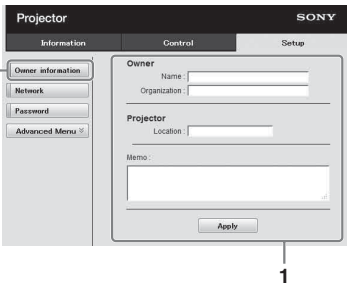 Projector SONY
Information Control Setup
Owner information
Network
Password
Advanced Menu
Owner
Name :
Organization :
Projector
Location :
Memo :
Apply
1